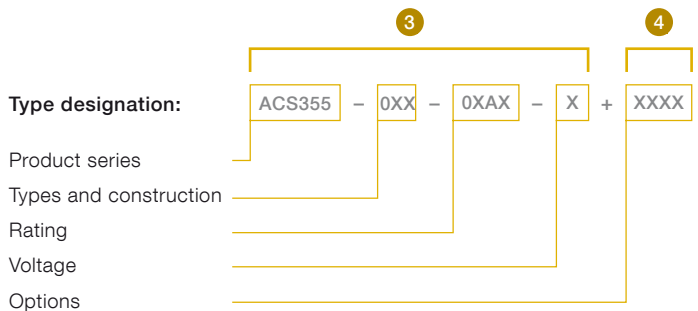 3 4
Type designation: ACS355 – 0XX – 0XAX – X + XXXX
Product series
Types and construction
Rating
Voltage
Options